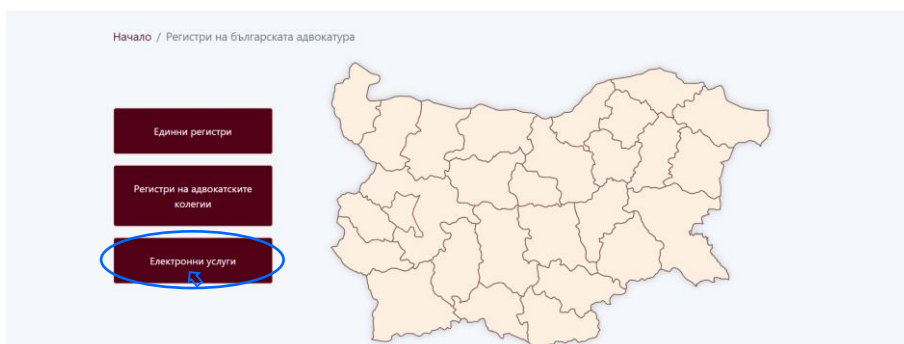 Начало / Регистри на българската адвокатура
Единни регистри
Регистри на адвокатските
колегии
Електронни услуги